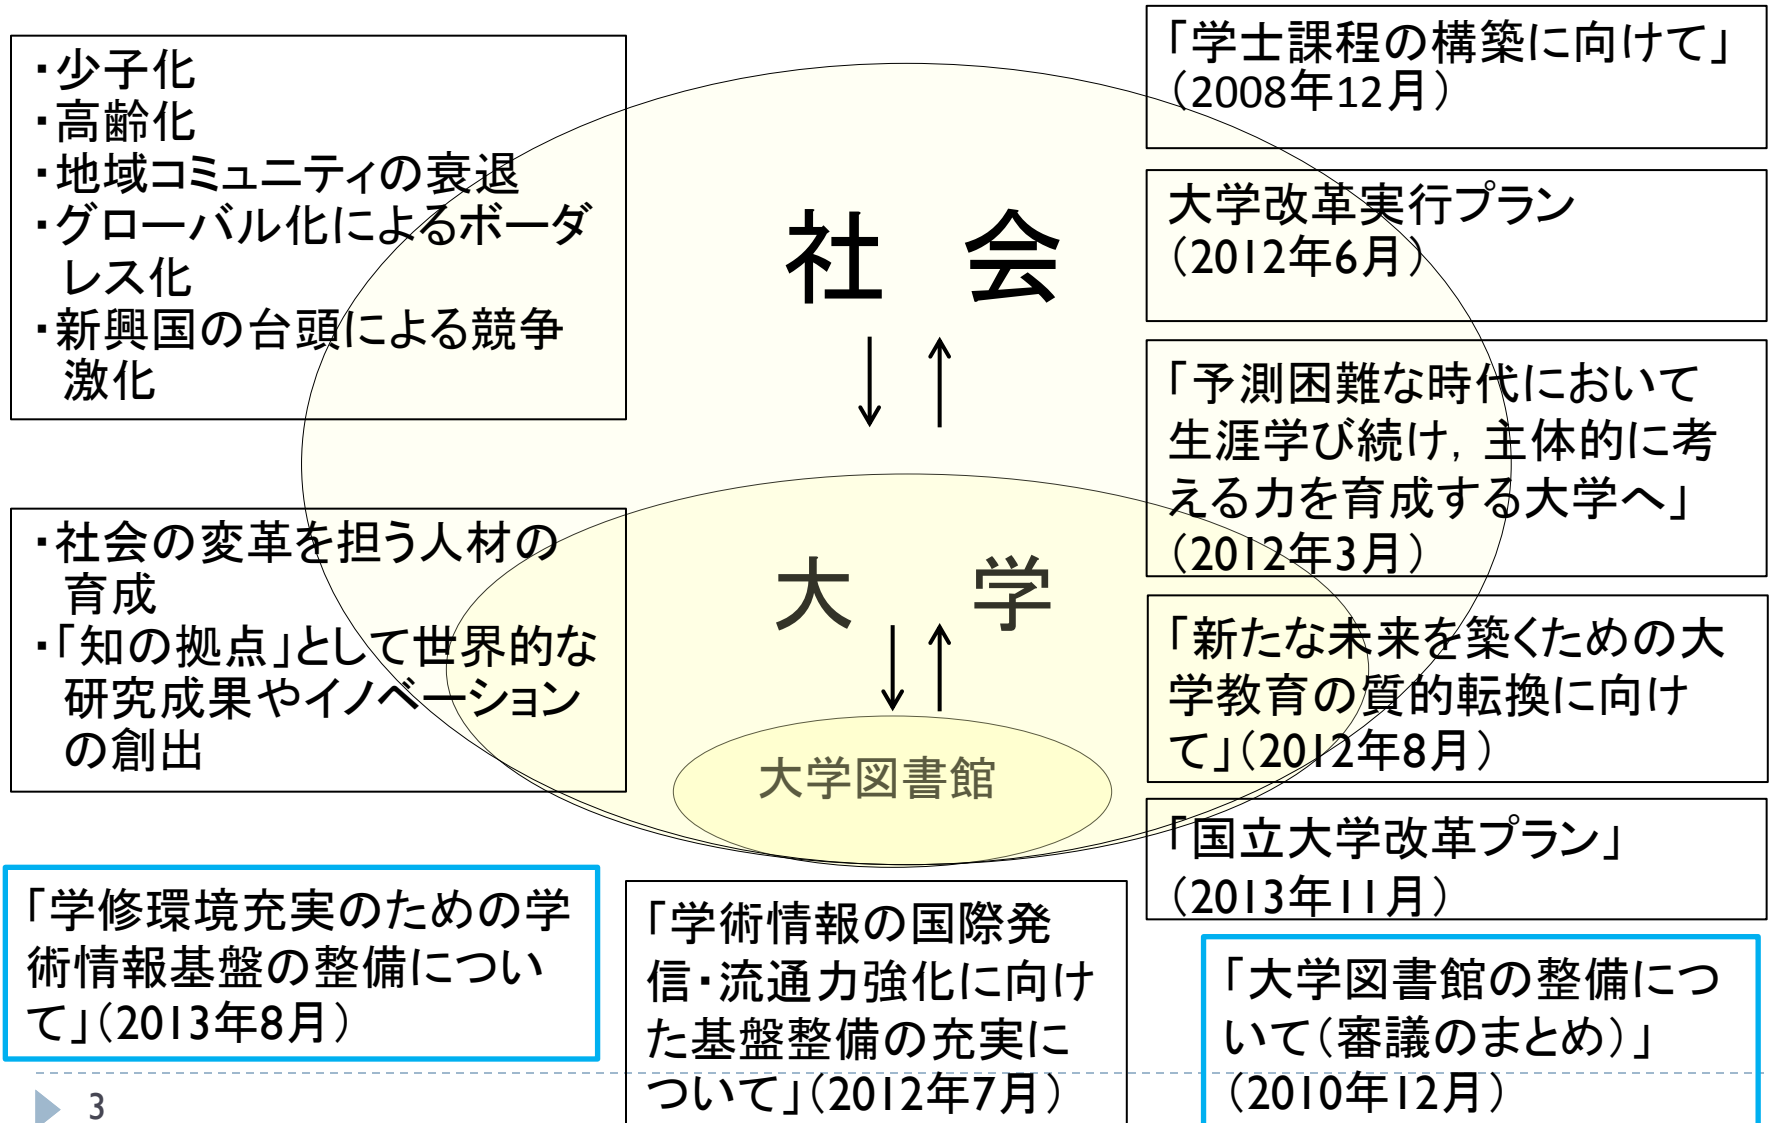 ・少子化
・高齢化
・地域コミュニティの衰退
・グローバル化によるボーダ
レス化
・新興国の台頭による競争
激化
・社会の変革を担う人材の
育成
・「知の拠点」として世界的な
研究成果やイノベーション
の創出
社 会
大 学
大学図書館
「学士課程の構築に向けて」
(2008年12月)
大学改革実行プラン
(2012年6月)
「予測困難な時代において
生涯学び続け,主体的に考
える力を育成する大学へ」
(2012年3月)
「新たな未来を築くための大
学教育の質的転換に向け
て」(2012年8月)
「国立大学改革プラン」
(2013年11月)
「学修環境充実のための学
術情報基盤の整備につい
て」(2013年8月)
「学術情報の国際発
信・流通力強化に向け
た基盤整備の充実に
ついて」(2012年7月)
「大学図書館の整備につ
いて(審議のまとめ)」
(2010年12月)
3